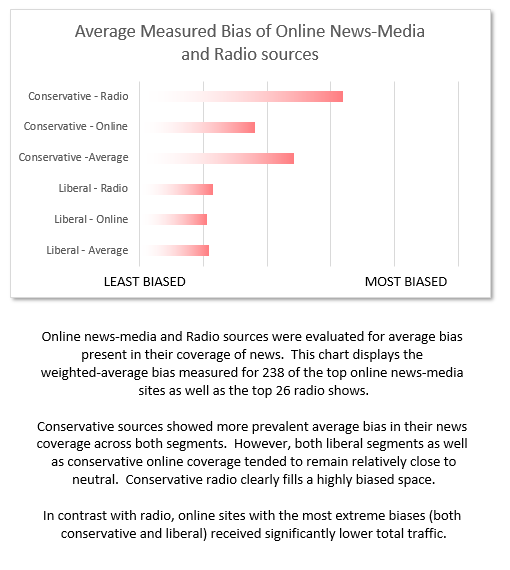 Average Measured Bias of Online News-Media
and Radio sources
Conservative - Radio
Conservative - Online
Conservative -Average
Liberal - Radio
Liberal - Online
Liberal - Average
LEAST BIASED
MOST BIASED
Online news-media and Radio sources were evaluated for average bias
present in their coverage of news.  This chart displays the
weighted-average bias measured for 238 of the top online news-media
sites as well as the top 26 radio shows.
Conservative sources showed more prevalent average bias in their news
coverage across both segments.  However, both liberal segments as well
as conservative online coverage tended to remain relatively close to
neutral.  Conservative radio clearly fills a highly biased space.
In contrast with radio, online sites with the most extreme biases (both
conservative and liberal) received significantly lower total traffic.